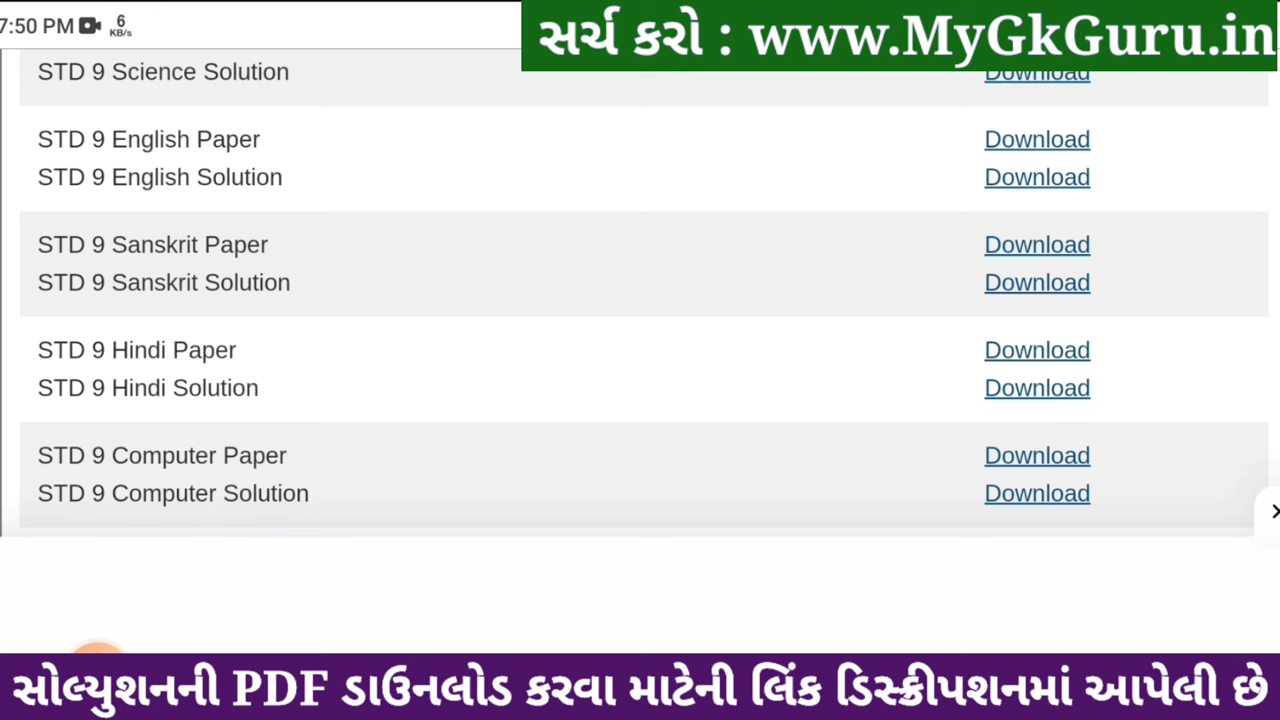 7:50 PM 6 KB/s
સર્ચ કરો : www.MyGkGuru.in
STD 9 Science Solution Download
STD 9 English Paper Download
STD 9 English Solution Download
STD 9 Sanskrit Paper Download
STD 9 Sanskrit Solution Download
STD 9 Hindi Paper Download
STD 9 Hindi Solution Download
STD 9 Computer Paper Download
STD 9 Computer Solution Download
સોલ્યુશનની PDF ડાઉનલોડ કરવા માટેની લિંક ડિસ્ક્રીપશનમાં આપેલી છે